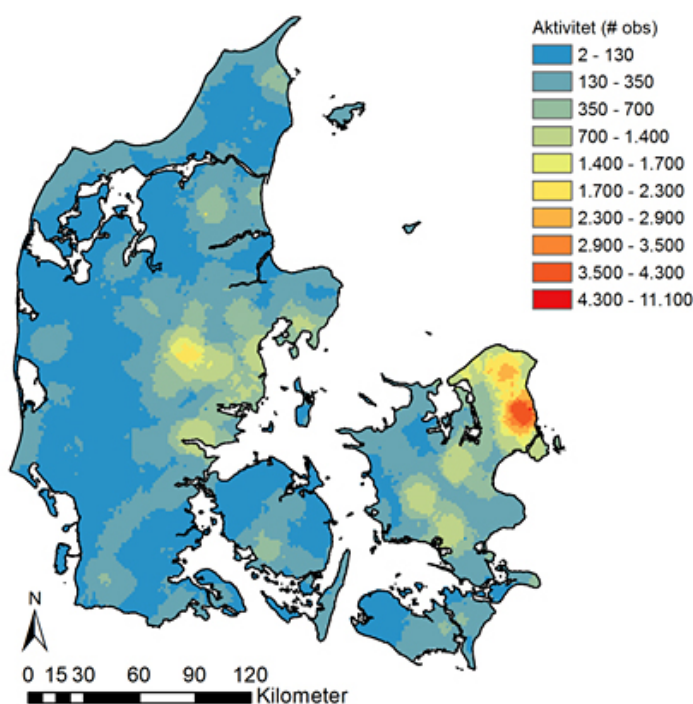 Aktivitet (# obs)
2 - 130
130 - 350
350 - 700
700 - 1.400
1.400 - 1.700
1.700 - 2.300
2.300 - 2.900
2.900 - 3.500
3.500 - 4.300
4.300 - 11.100
N
0 15 30 60 90 120
Kilometer